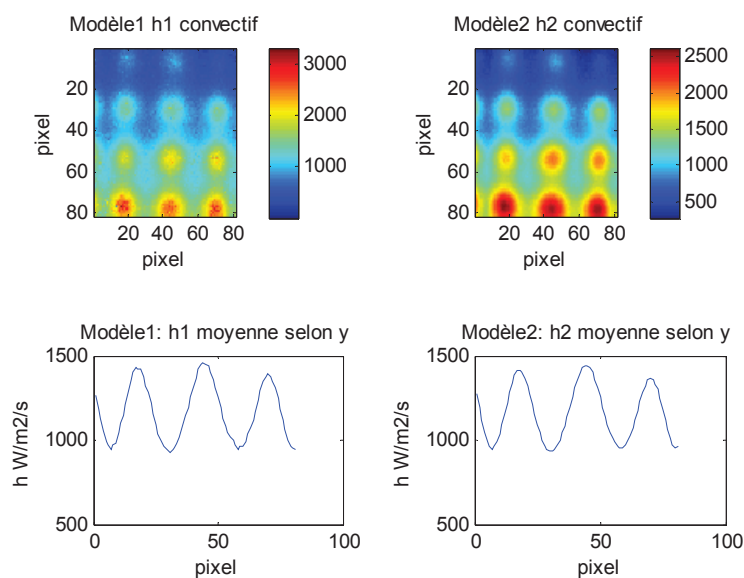 Modèle1 h1 convectif
pixel
20
40
60
80
20 40 60 80
pixel
3000
2000
1000
Modèle2 h2 convectif
pixel
20
40
60
80
20 40 60 80
pixel
2500
2000
1500
1000
500
Modèle1: h1 moyenne selon y
h W/m2/s
1500
1000
500
0 50 100
pixel
Modèle2: h2 moyenne selon y
h W/m2/s
1500
1000
500
0 50 100
pixel